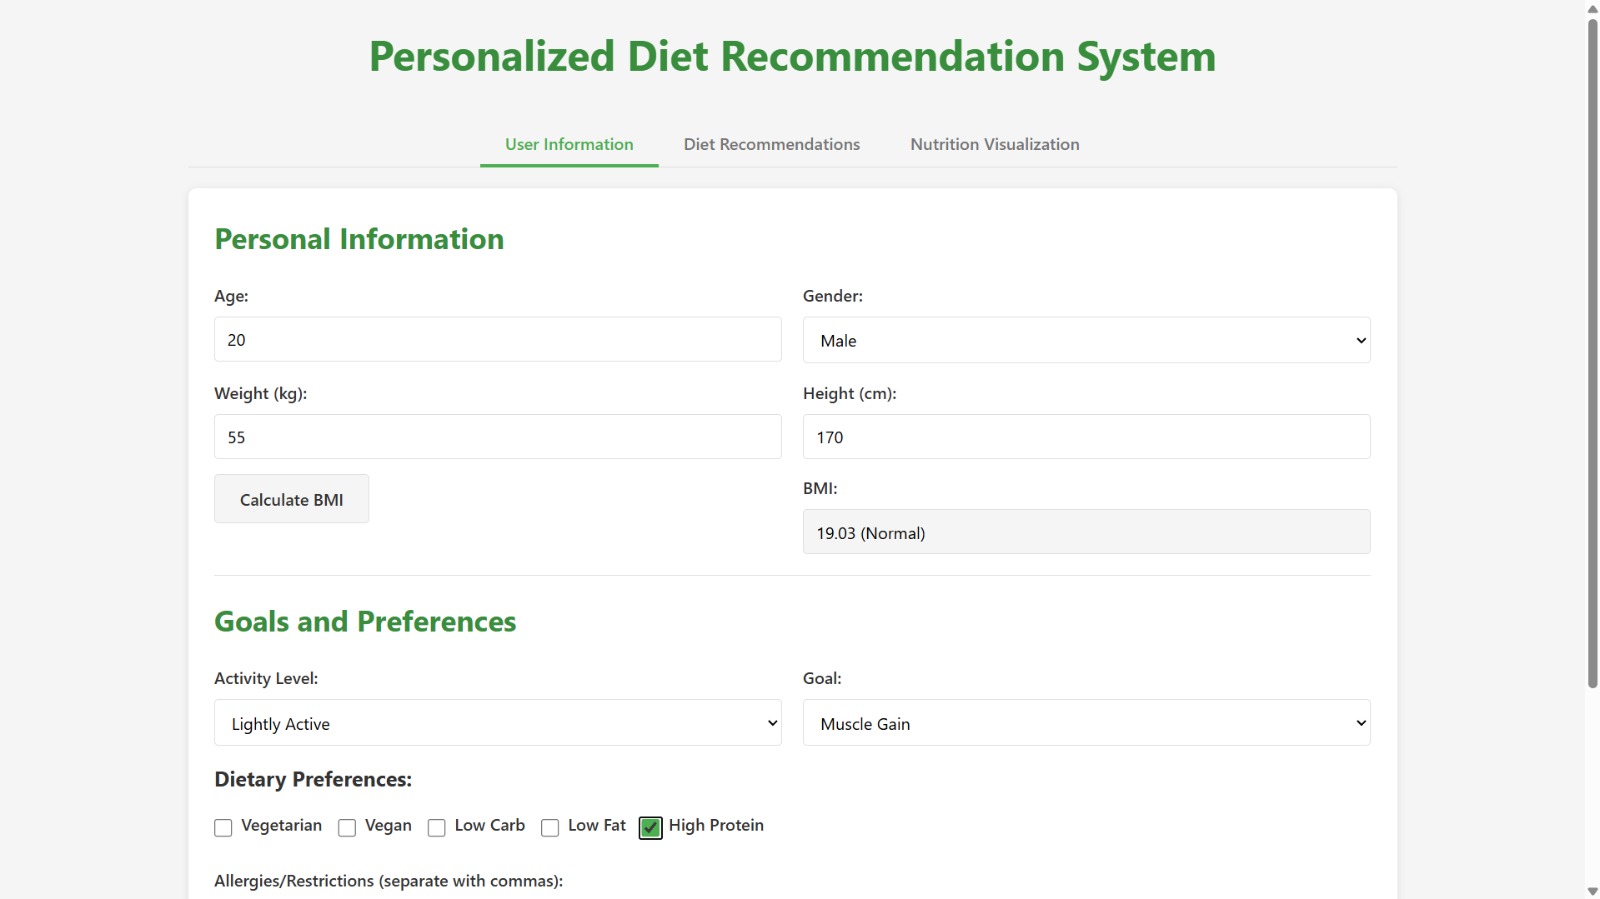 Personalized Diet Recommendation System
User Information Diet Recommendations Nutrition Visualization
Personal Information
Age: Gender:
20 Male
Weight (kg): Height (cm):
55 170
Calculate BMI
BMI:
19.03 (Normal)
Goals and Preferences
Activity Level: Goal:
Lightly Active Muscle Gain
Dietary Preferences:
Vegetarian Vegan Low Carb Low Fat High Protein
Allergies/Restrictions (separate with commas):